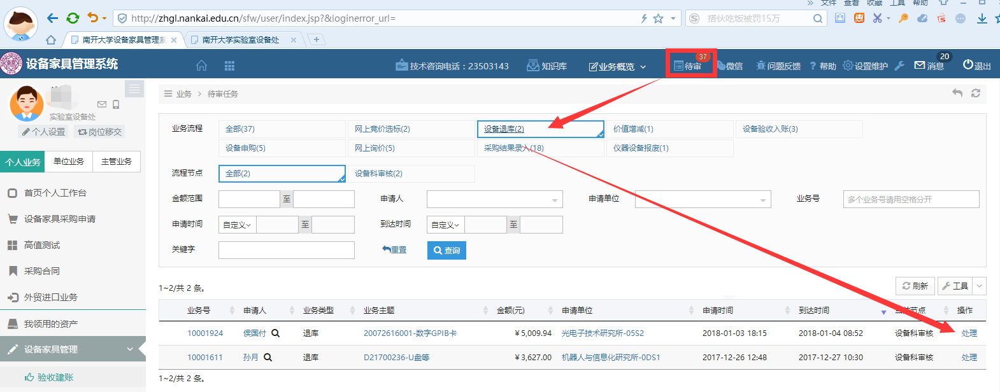 文件 查看 收藏 工具 帮助
http://zhgl.nankai.edu.cn/sfw/user/index.jsp?&loginerror_url=
搭伙吃饭被罚15万
南开大学设备家具管理系
南开大学实验室设备处
设备家具管理系统
技术咨询电话：23503143
知识库
业务概览
待审
37
微信
问题反馈
? 帮助
设置维护
消息
20
退出
实验室设备处
个人设置
岗位移交
个人业务
单位业务
主管业务
首页个人工作台
设备家具采购申请
高值测试
采购合同
外贸进口业务
我领用的资产
设备家具管理
验收建账
业务 > 待审任务
业务流程
全部(37)
网上竞价选标(2)
设备退库(2)
价值增减(1)
设备验收入账(3)
设备申购(5)
网上询价(5)
采购结果录入(18)
仪器设备报废(1)
流程节点
全部(2)
设备科审核(2)
金额范围
至
申请人
申请单位
业务号
多个业务号请用空格分开
申请时间
自定义
至
到达时间
自定义
至
关键字
重置
查询
1~2/共 2 条。
刷新
工具
业务号 申请人 业务类型 业务主题 金额(元) 申请单位 申请时间 到达时间 当前节点 操作
10001924 侯国付 退库 20072616001-数字GPIB卡 ￥5,009.94 光电子技术研究所-05S2 2018-01-03 18:15 2018-01-04 08:52 设备科审核 处理
10001611 孙月 退库 D21700236-U盘等 ￥3,627.00 机器人与信息化研究所-0DS1 2017-12-26 12:48 2017-12-27 10:30 设备科审核 处理
1~2/共 2 条。